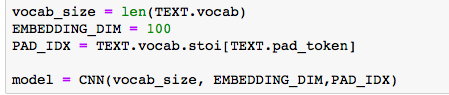 vocab_size = len(TEXT.vocab)
EMBEDDING_DIM = 100
PAD_IDX = TEXT.vocab.stoi[TEXT.pad_token]
model = CNN(vocab_size, EMBEDDING_DIM,PAD_IDX)